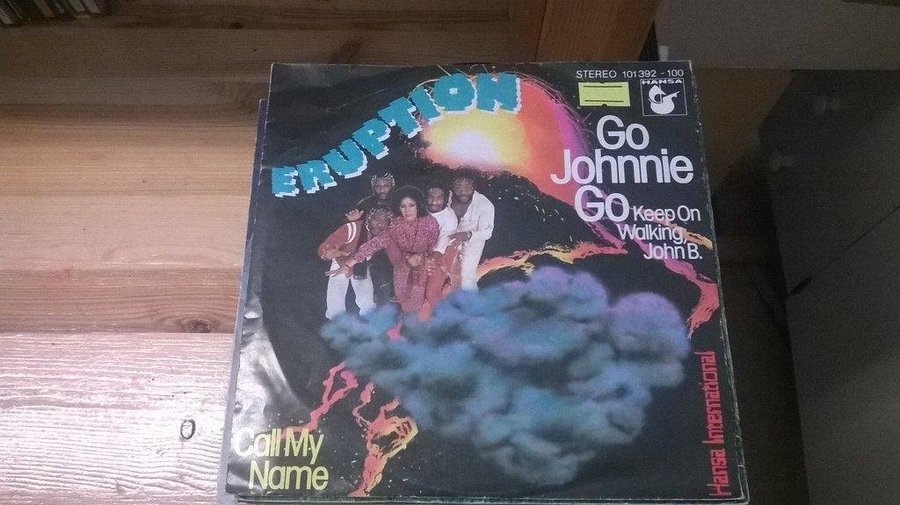 STEREO 101 392 - 100
HANSA
ERUPTION
Go
Johnnie
Go Keep On
Walking,
John B.
Hansa International
Call My
Name